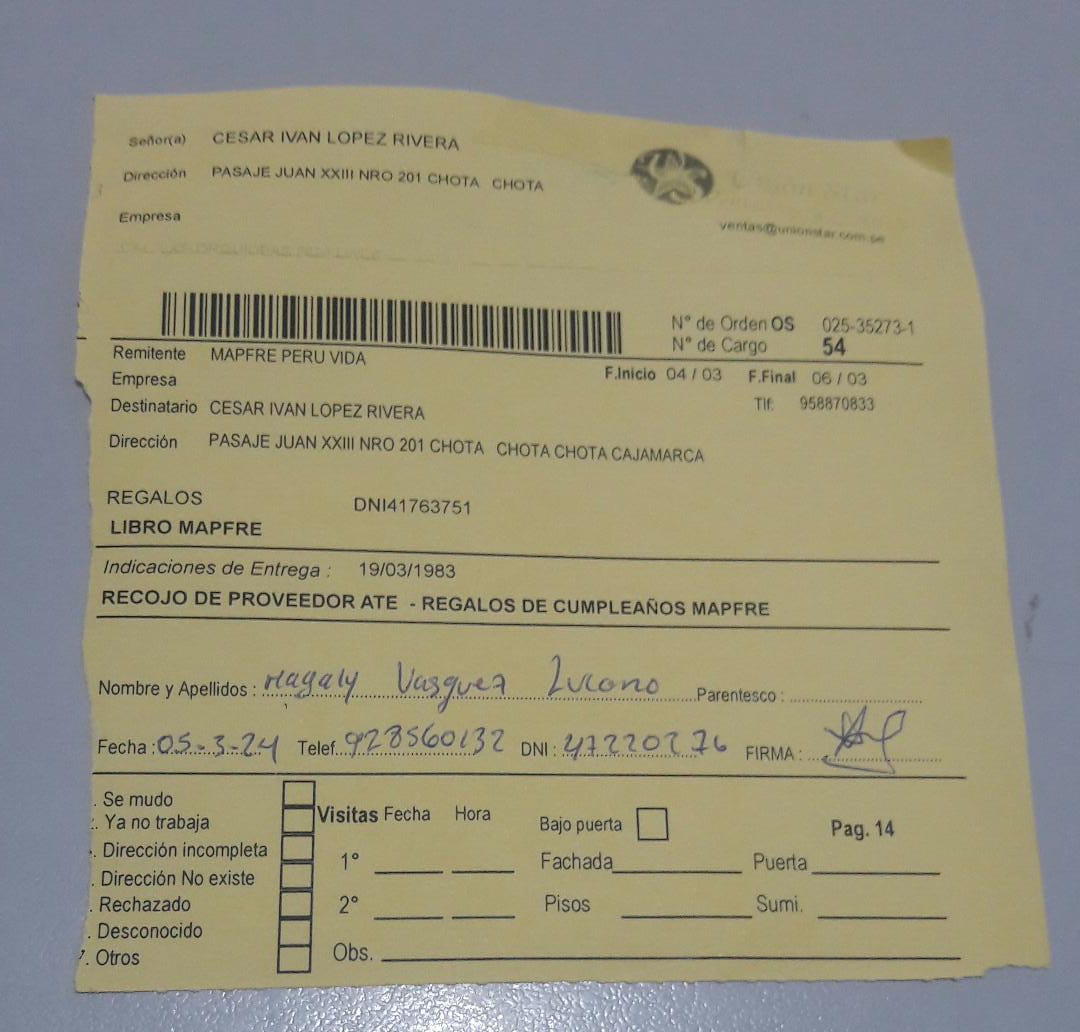 Señor(a) CESAR IVAN LOPEZ RIVERA
Dirección PASAJE JUAN XXIII NRO 201 CHOTA CHOTA
Empresa
ventas@unionstar.com.pe
N° de Orden OS 025-35273-1
N° de Cargo 54
Remitente MAPFRE PERU VIDA
Empresa F.Inicio 04 / 03 F.Final 06 / 03
Destinatario CESAR IVAN LOPEZ RIVERA Tlf: 958870833
Dirección PASAJE JUAN XXIII NRO 201 CHOTA CHOTA CHOTA CAJAMARCA
REGALOS DNI41763751
LIBRO MAPFRE
Indicaciones de Entrega : 19/03/1983
RECOJO DE PROVEEDOR ATE - REGALOS DE CUMPLEAÑOS MAPFRE
Nombre y Apellidos : Magaly Vasquez Lucano Parentesco :
Fecha : 05-3-24 Telef. 928560132 DNI : 47220276 FIRMA :
. Se mudo
. Ya no trabaja
. Dirección incompleta
. Dirección No existe
. Rechazado
. Desconocido
7. Otros
Visitas Fecha Hora Bajo puerta Pag. 14
1° Fachada Puerta
2° Pisos Sumi.
Obs.